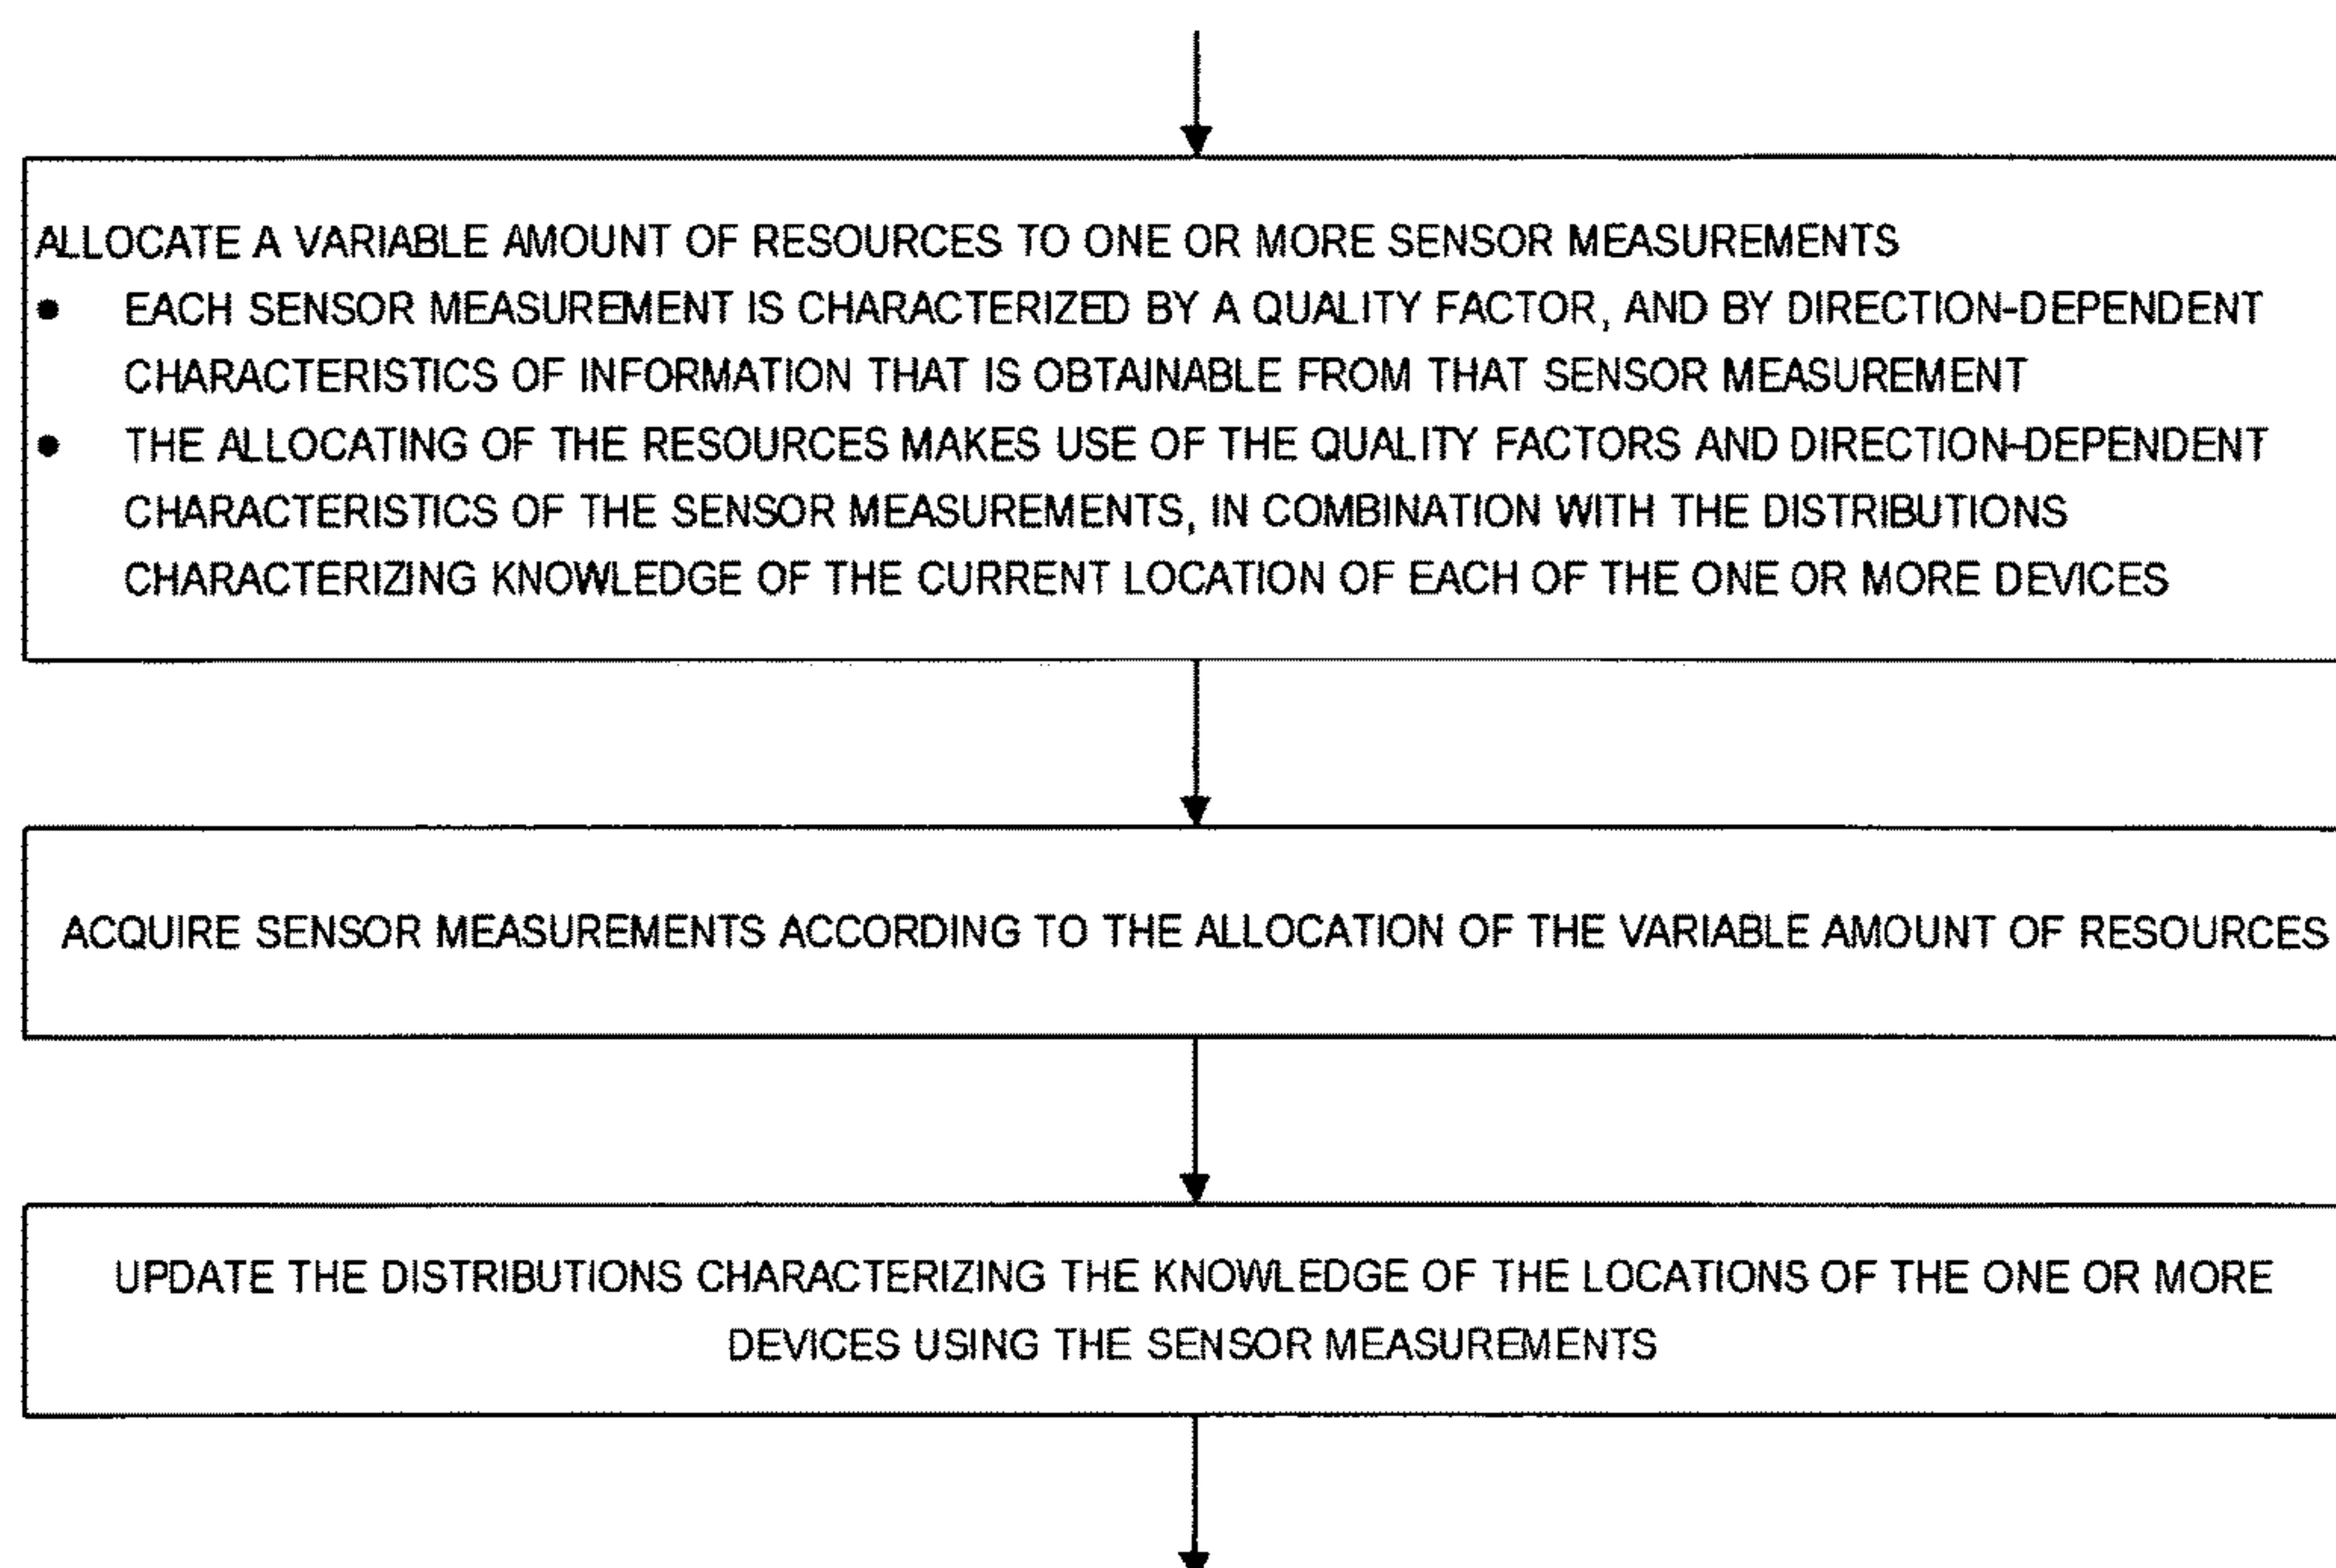 ALLOCATE A VARIABLE AMOUNT OF RESOURCES TO ONE OR MORE SENSOR MEASUREMENTS
● EACH SENSOR MEASUREMENT IS CHARACTERIZED BY A QUALITY FACTOR, AND BY DIRECTION-DEPENDENT
CHARACTERISTICS OF INFORMATION THAT IS OBTAINABLE FROM THAT SENSOR MEASUREMENT
● THE ALLOCATING OF THE RESOURCES MAKES USE OF THE QUALITY FACTORS AND DIRECTION-DEPENDENT
CHARACTERISTICS OF THE SENSOR MEASUREMENTS, IN COMBINATION WITH THE DISTRIBUTIONS
CHARACTERIZING KNOWLEDGE OF THE CURRENT LOCATION OF EACH OF THE ONE OR MORE DEVICES
ACQUIRE SENSOR MEASUREMENTS ACCORDING TO THE ALLOCATION OF THE VARIABLE AMOUNT OF RESOURCES
UPDATE THE DISTRIBUTIONS CHARACTERIZING THE KNOWLEDGE OF THE LOCATIONS OF THE ONE OR MORE
DEVICES USING THE SENSOR MEASUREMENTS